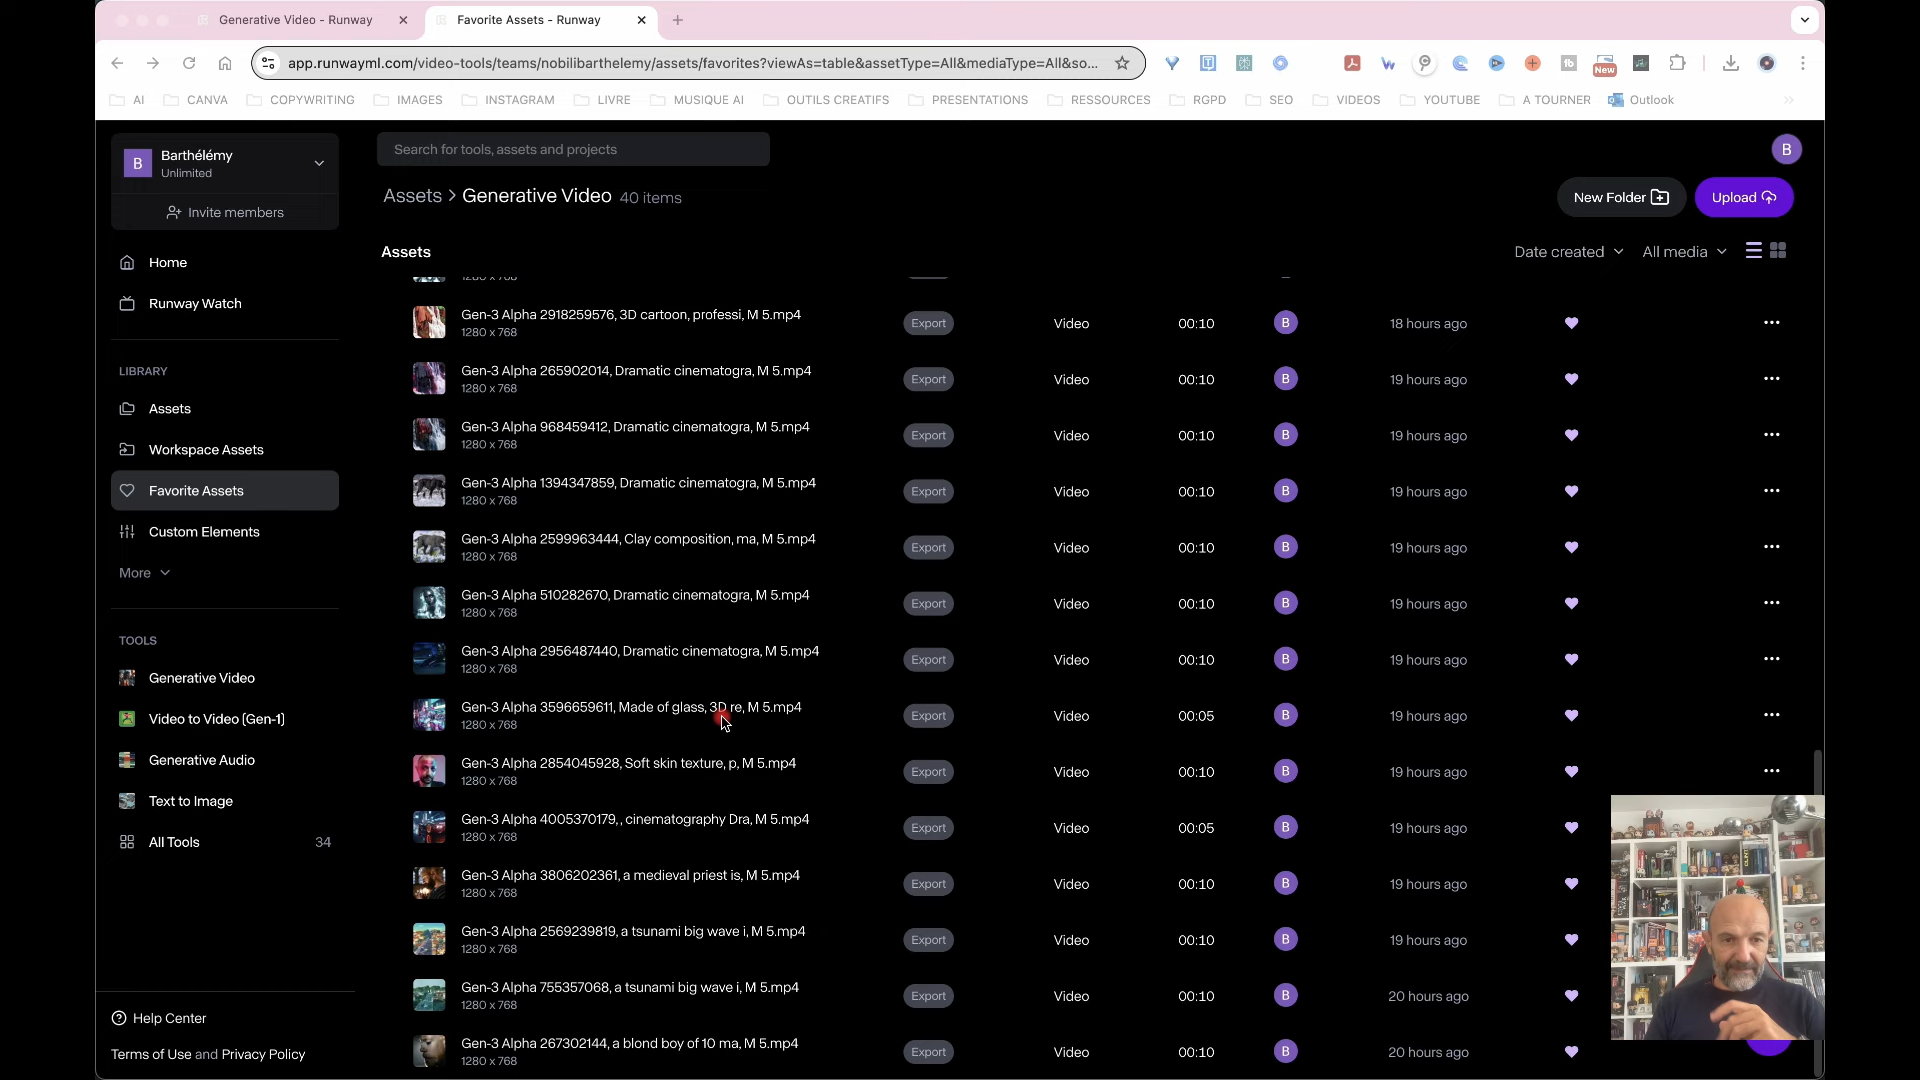 Generative Video - Runway
Favorite Assets - Runway
app.runwayml.com/video-tools/teams/nobilibarthelemy/assets/favorites?viewAs=table&assetType=All&mediaType=All&so...
New
AI CANVA COPYWRITING IMAGES INSTAGRAM LIVRE MUSIQUE AI OUTILS CREATIFS PRESENTATIONS RESSOURCES RGPD SEO VIDEOS YOUTUBE A TOURNER Outlook
B
Barthélémy
Unlimited
Invite members
Home
Runway Watch
LIBRARY
Assets
Workspace Assets
Favorite Assets
Custom Elements
More
TOOLS
Generative Video
Video to Video (Gen-1)
Generative Audio
Text to Image
All Tools 34
Help Center
Terms of Use and Privacy Policy
Search for tools, assets and projects
B
Assets > Generative Video 40 items
New Folder
Upload
Assets
Date created
All media
1280 x 768
Gen-3 Alpha 2918259576, 3D cartoon, professi, M 5.mp4
1280 x 768
Export Video 00:10 B 18 hours ago
Gen-3 Alpha 265902014, Dramatic cinematogra, M 5.mp4
1280 x 768
Export Video 00:10 B 19 hours ago
Gen-3 Alpha 968459412, Dramatic cinematogra, M 5.mp4
1280 x 768
Export Video 00:10 B 19 hours ago
Gen-3 Alpha 1394347859, Dramatic cinematogra, M 5.mp4
1280 x 768
Export Video 00:10 B 19 hours ago
Gen-3 Alpha 2599963444, Clay composition, ma, M 5.mp4
1280 x 768
Export Video 00:10 B 19 hours ago
Gen-3 Alpha 510282670, Dramatic cinematogra, M 5.mp4
1280 x 768
Export Video 00:10 B 19 hours ago
Gen-3 Alpha 2956487440, Dramatic cinematogra, M 5.mp4
1280 x 768
Export Video 00:10 B 19 hours ago
Gen-3 Alpha 3596659611, Made of glass, 3D re, M 5.mp4
1280 x 768
Export Video 00:05 B 19 hours ago
Gen-3 Alpha 2854045928, Soft skin texture, p, M 5.mp4
1280 x 768
Export Video 00:10 B 19 hours ago
Gen-3 Alpha 4005370179, , cinematography Dra, M 5.mp4
1280 x 768
Export Video 00:05 B 19 hours ago
Gen-3 Alpha 3806202361, a medieval priest is, M 5.mp4
1280 x 768
Export Video 00:10 B 19 hours ago
Gen-3 Alpha 2569239819, a tsunami big wave i, M 5.mp4
1280 x 768
Export Video 00:10 B 19 hours ago
Gen-3 Alpha 755357068, a tsunami big wave i, M 5.mp4
1280 x 768
Export Video 00:10 B 20 hours ago
Gen-3 Alpha 267302144, a blond boy of 10 ma, M 5.mp4
1280 x 768
Export Video 00:10 B 20 hours ago